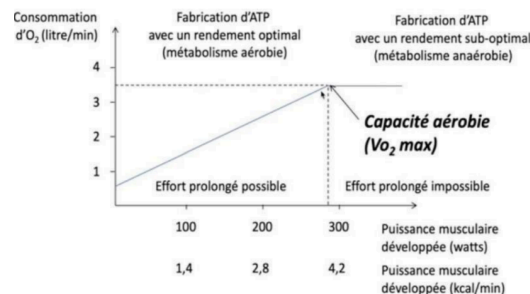 Consommation
d'O₂ (litre/min)
Fabrication d'ATP
avec un rendement optimal
(métabolisme aérobie)
Fabrication d'ATP
avec un rendement sub-optimal
(métabolisme anaérobie)
4
3
2
1
Capacité aérobie
(Vo₂ max)
Effort prolongé possible
Effort prolongé impossible
100
200
300
Puissance musculaire
développée (watts)
1,4
2,8
4,2
Puissance musculaire
développée (kcal/min)